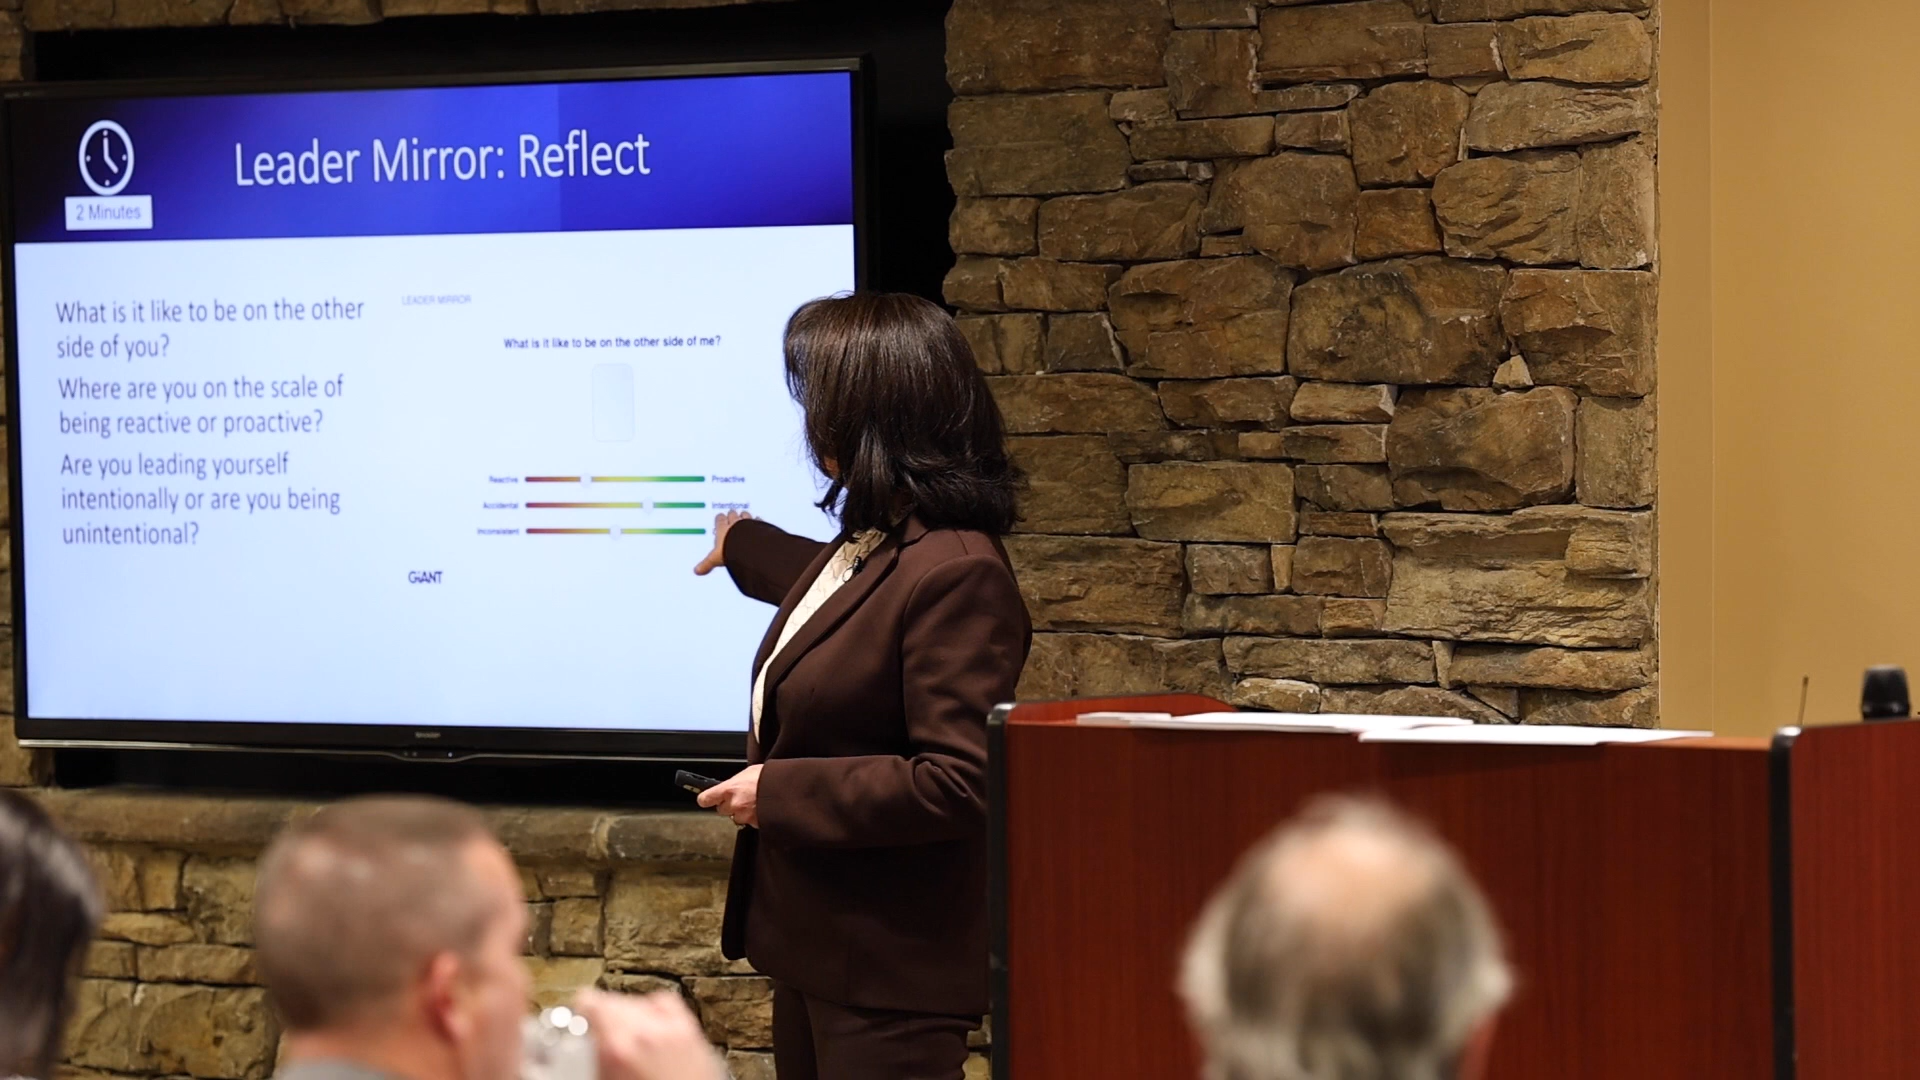 Leader Mirror: Reflect
2 Minutes
What is it like to be on the other
side of you?
Where are you on the scale of
being reactive or proactive?
Are you leading yourself
intentionally or are you being
unintentional?
LEADER MIRROR
What is it like to be on the other side of me?
Reactive Proactive
Accidental Intentional
Inconsistent
GiANT
SHARP